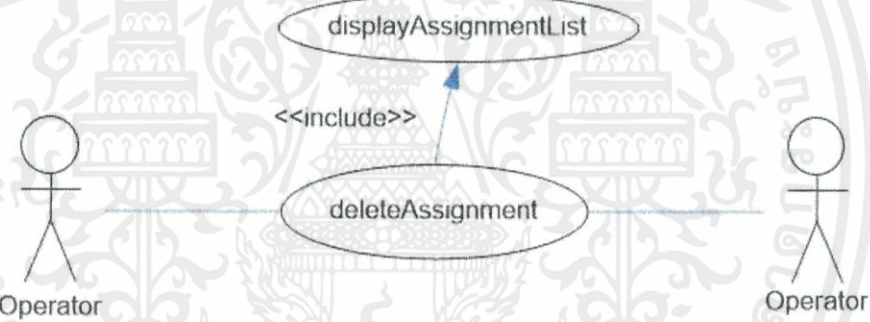 displayAssignmentList
<<include>>
deleteAssignment
Operator
Operator